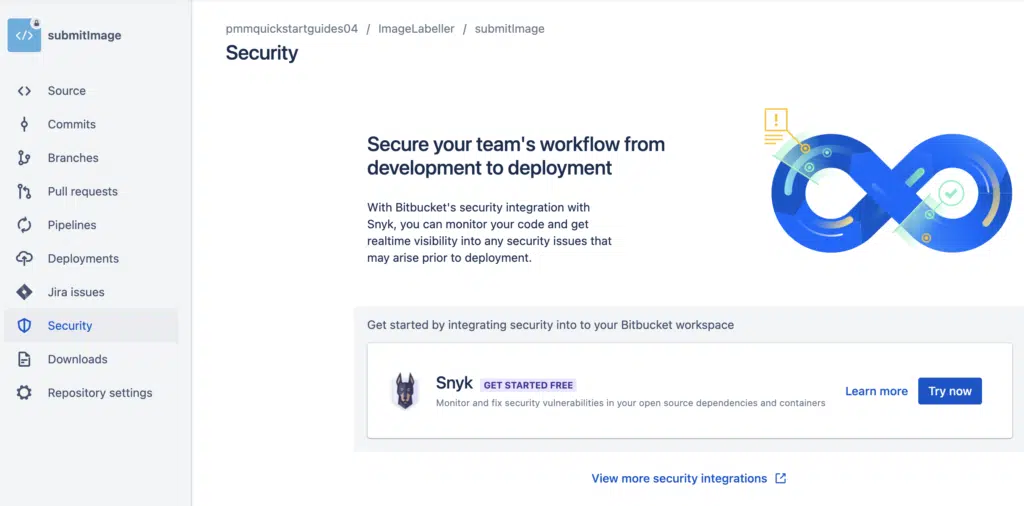 submitImage
Source
Commits
Branches
Pull requests
Pipelines
Deployments
Jira issues
Security
Downloads
Repository settings
pmmquickstartguides04 / ImageLabeller / submitImage
Security
Secure your team's workflow from
development to deployment
With Bitbucket's security integration with
Snyk, you can monitor your code and get
realtime visibility into any security issues that
may arise prior to deployment.
Get started by integrating security into to your Bitbucket workspace
Snyk GET STARTED FREE
Monitor and fix security vulnerabilities in your open source dependencies and containers
Learn more
Try now
View more security integrations